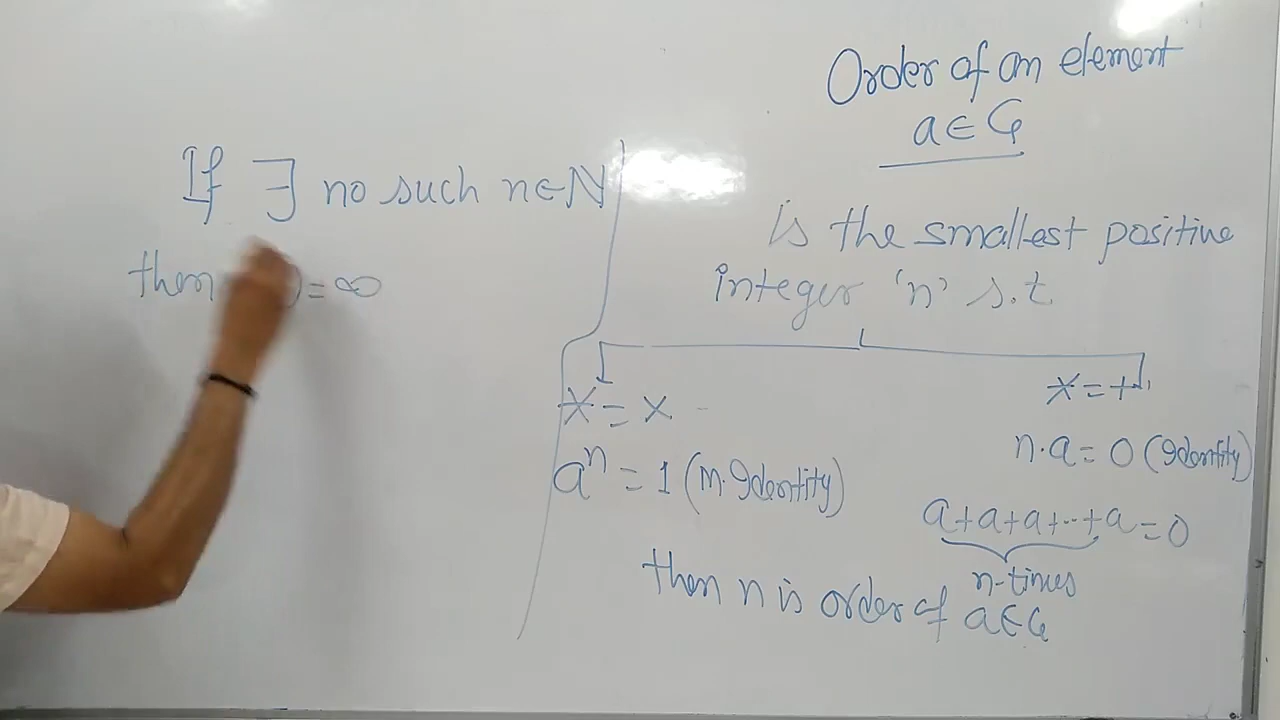 Order of an element
a ∈ G
is the smallest positive
integer 'n' s.t
* = ×
aⁿ = 1 (m. Identity)
* = +
n·a = 0 (Identity)
a+a+a+..+a = 0
n-times
then n is order of a ∈ G
If ∃ no such n ∈ ℕ
then ) = ∞